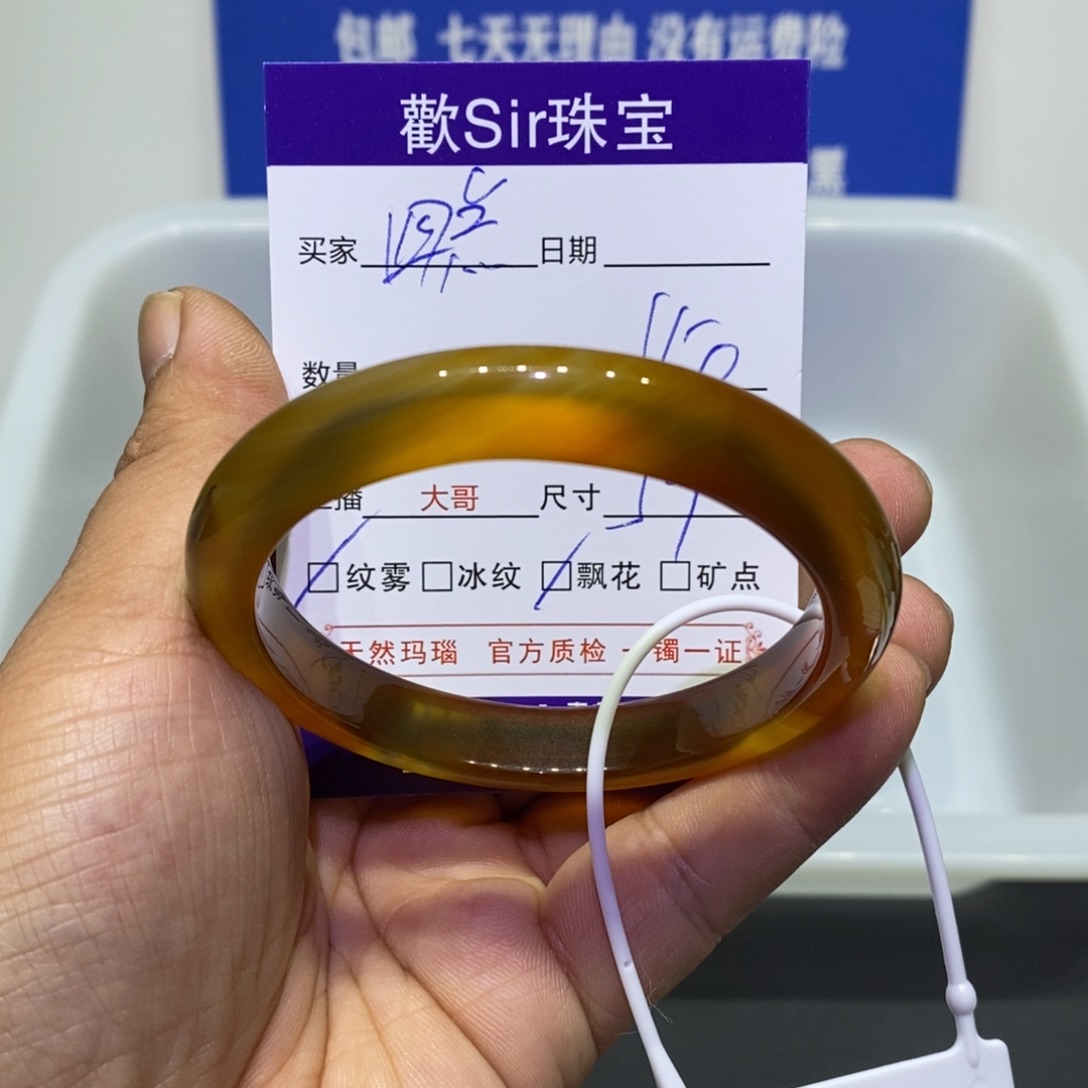 包邮 七天无理由 没有运费险
黑
歡Sir珠宝
买家 日期
数量
播 大哥 尺寸
□纹雾 □冰纹 □飘花 □矿点
天然玛瑙 官方质检 一镯一证